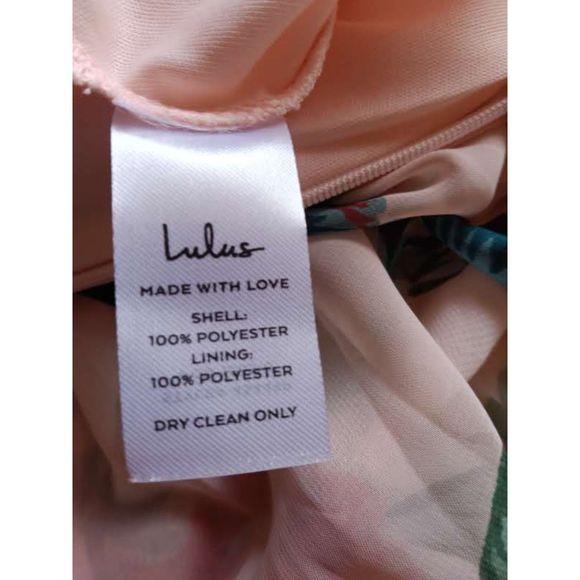 Lulus
MADE WITH LOVE
SHELL:
100% POLYESTER
LINING:
100% POLYESTER
DRY CLEAN ONLY